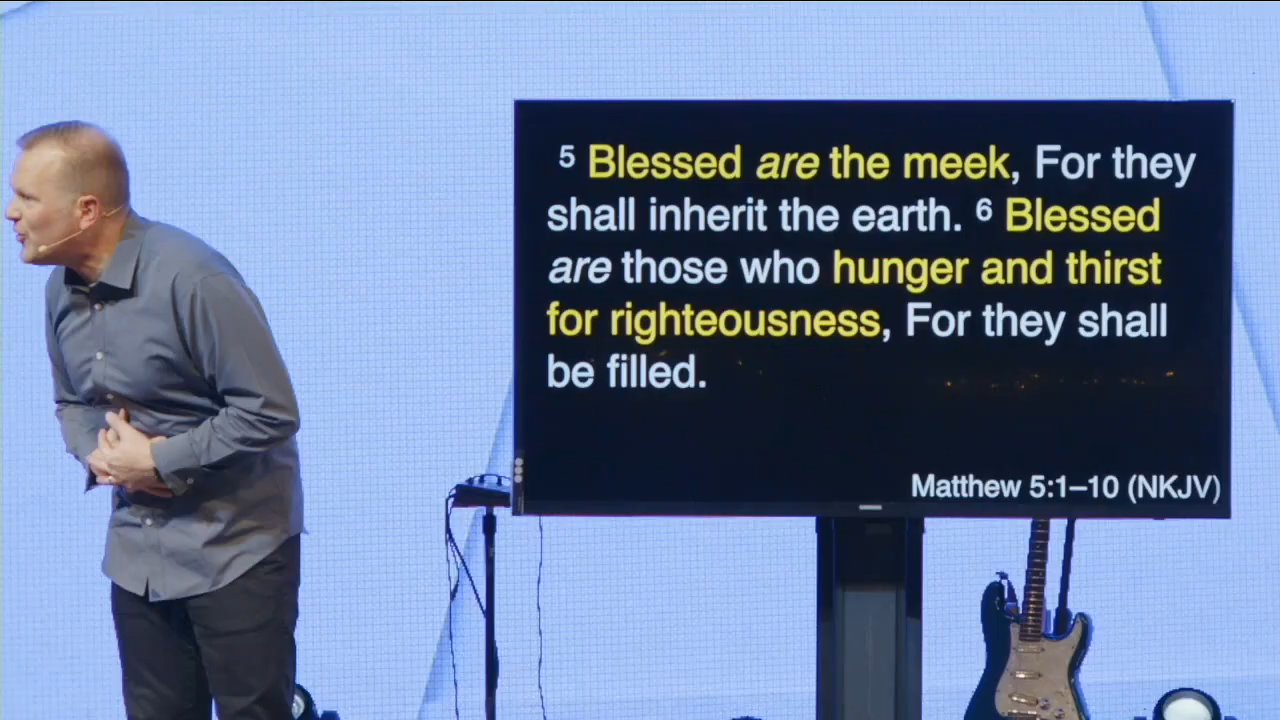 5 Blessed are the meek, For they
shall inherit the earth. 6 Blessed
are those who hunger and thirst
for righteousness, For they shall
be filled.
Matthew 5:1–10 (NKJV)